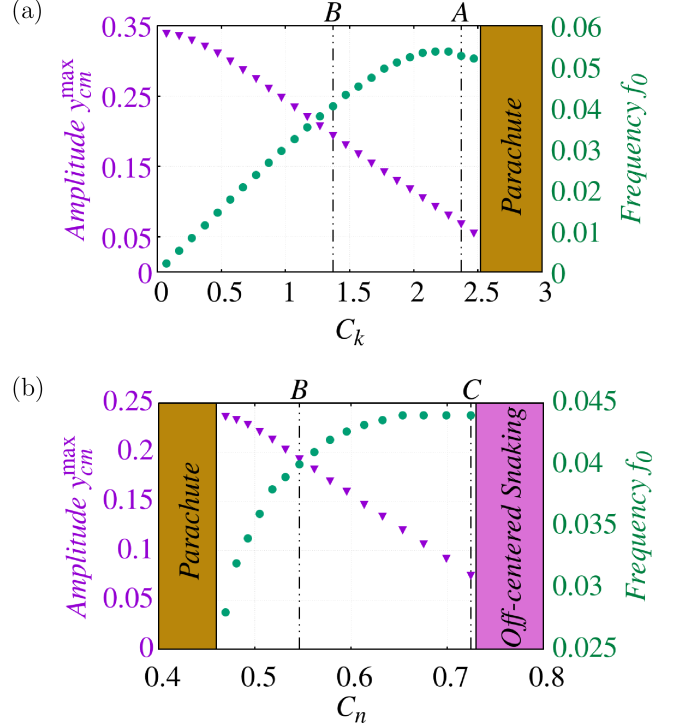 (a)
B A
0.35
0.25
0.15
0.05
0
Amplitude y_cm^max
0.06
0.05
0.04
0.03
0.02
0.01
0
Frequency f_0
Parachute
0 0.5 1 1.5 2 2.5 3
C_k
(b)
B C
0.25
0.2
0.15
0.1
0.05
0
Amplitude y_cm^max
0.045
0.04
0.035
0.03
0.025
Frequency f_0
Parachute
Off-centered Snaking
0.4 0.5 0.6 0.7 0.8
C_n